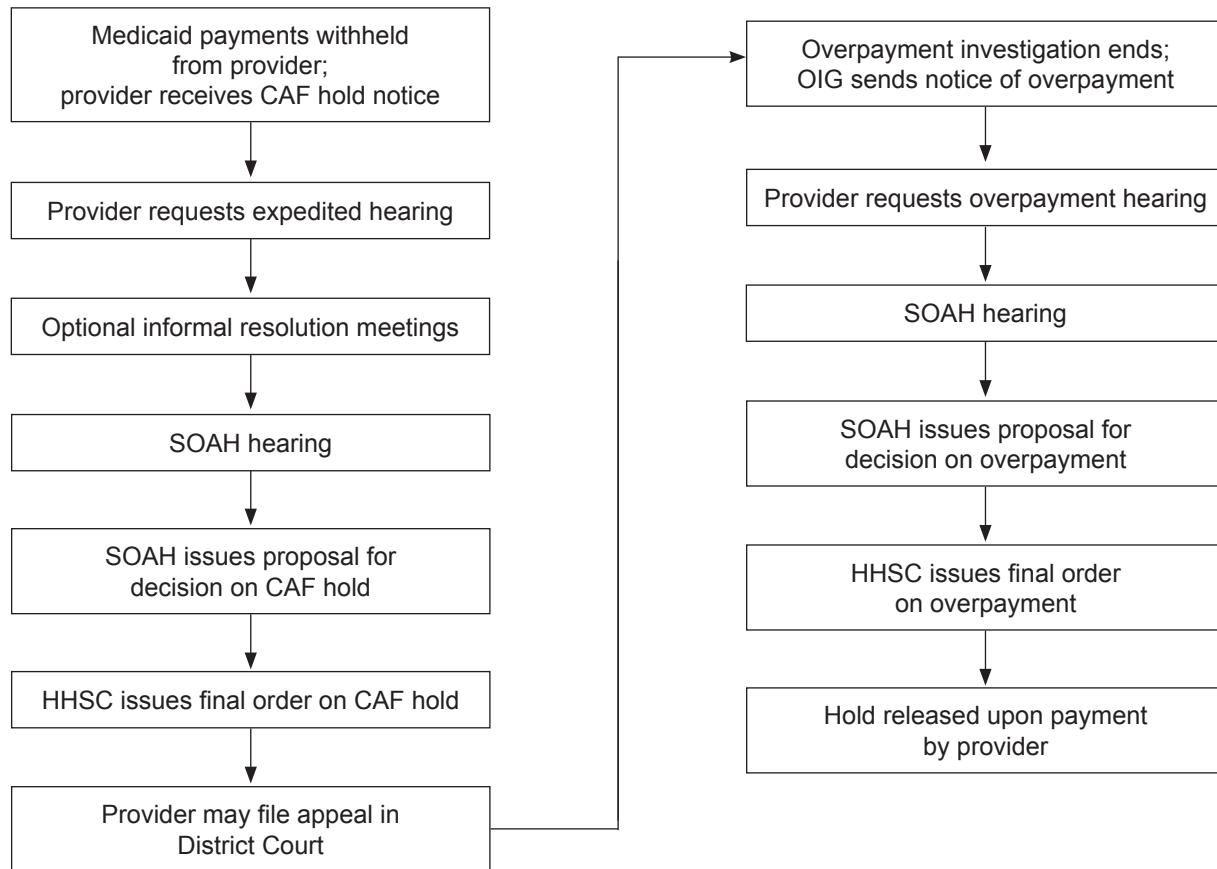 Medicaid payments withheld
from provider;
provider receives CAF hold notice
Provider requests expedited hearing
Optional informal resolution meetings
SOAH hearing
SOAH issues proposal for
decision on CAF hold
HHSC issues final order on CAF hold
Provider may file appeal in
District Court
Overpayment investigation ends;
OIG sends notice of overpayment
Provider requests overpayment hearing
SOAH hearing
SOAH issues proposal for
decision on overpayment
HHSC issues final order
on overpayment
Hold released upon payment
by provider